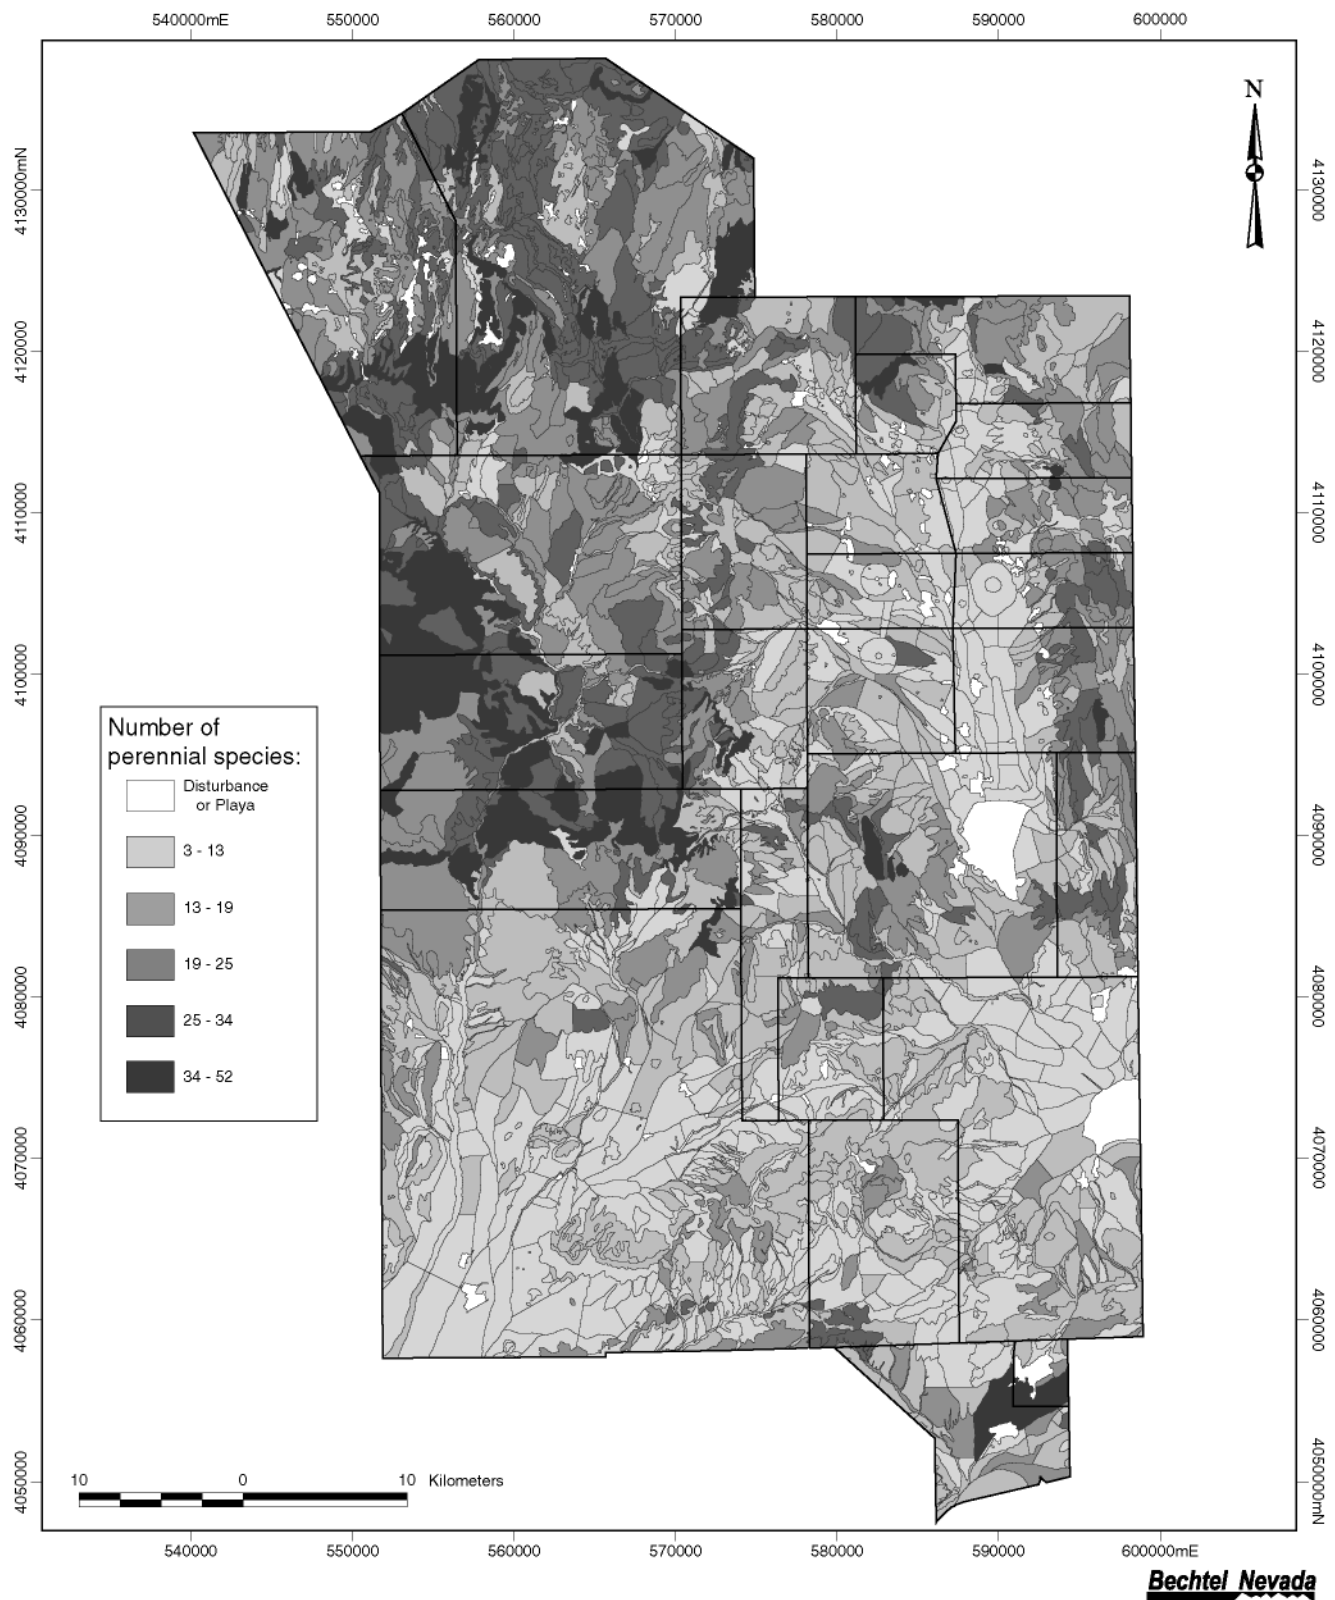 540000mE 550000 560000 570000 580000 590000 600000
N
4130000mN
4120000
4110000
4100000
4090000
4080000
4070000
4060000
4050000
4130000
4120000
4110000
4100000
4090000
4080000
4070000
4060000
4050000mN
Number of
perennial species:
Disturbance
or Playa
3 - 13
13 - 19
19 - 25
25 - 34
34 - 52
10 0 10 Kilometers
540000 550000 560000 570000 580000 590000 600000mE
Bechtel Nevada